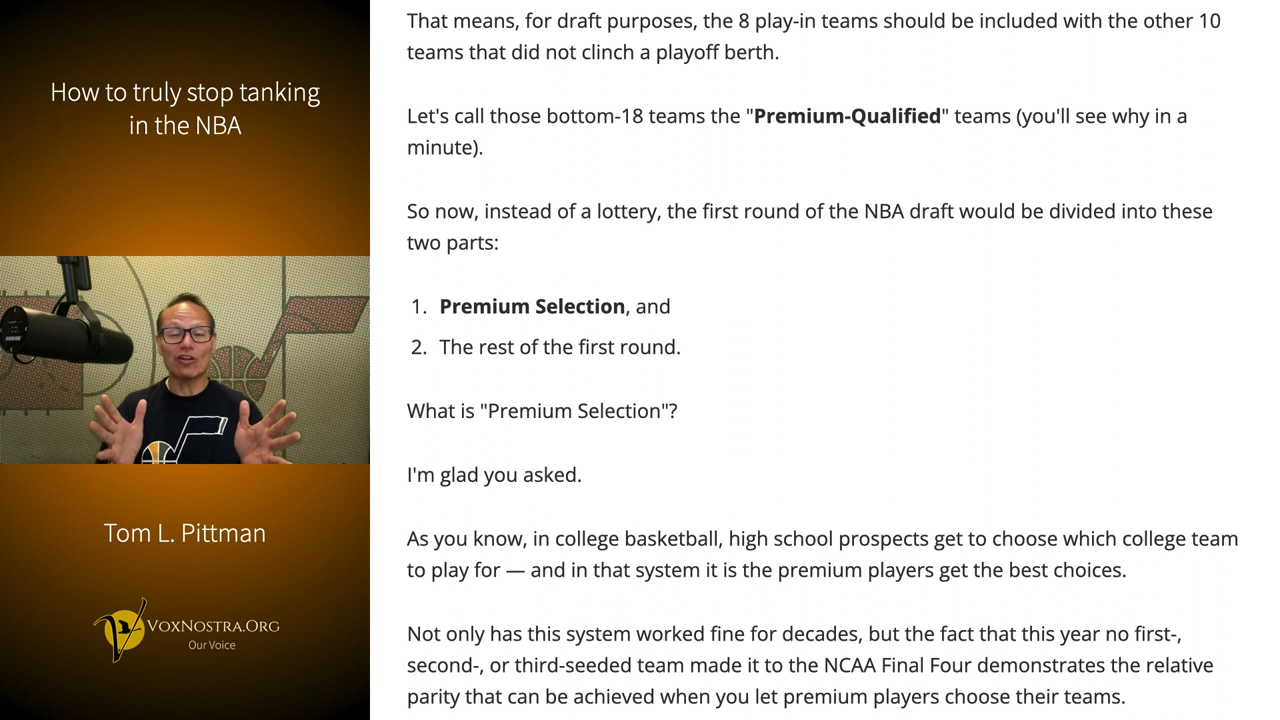 How to truly stop tanking
in the NBA
Tom L. Pittman
VoxNostra.Org
Our Voice
That means, for draft purposes, the 8 play-in teams should be included with the other 10
teams that did not clinch a playoff berth.
Let's call those bottom-18 teams the "Premium-Qualified" teams (you'll see why in a
minute).
So now, instead of a lottery, the first round of the NBA draft would be divided into these
two parts:
1. Premium Selection, and
2. The rest of the first round.
What is "Premium Selection"?
I'm glad you asked.
As you know, in college basketball, high school prospects get to choose which college team
to play for — and in that system it is the premium players get the best choices.
Not only has this system worked fine for decades, but the fact that this year no first-,
second-, or third-seeded team made it to the NCAA Final Four demonstrates the relative
parity that can be achieved when you let premium players choose their teams.